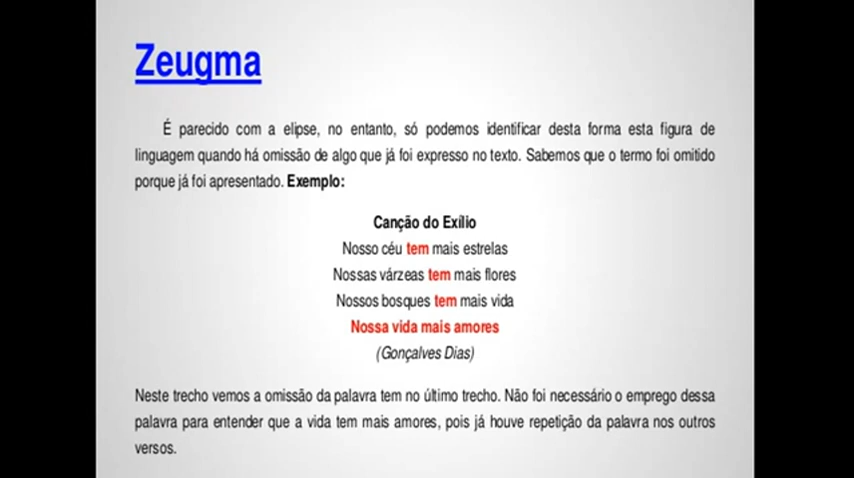 Zeugma
É parecido com a elipse, no entanto, só podemos identificar desta forma esta figura de
linguagem quando há omissão de algo que já foi expresso no texto. Sabemos que o termo foi omitido
porque já foi apresentado. Exemplo:
Canção do Exílio
Nosso céu tem mais estrelas
Nossas várzeas tem mais flores
Nossos bosques tem mais vida
Nossa vida mais amores
(Gonçalves Dias)
Neste trecho vemos a omissão da palavra tem no último trecho. Não foi necessário o emprego dessa
palavra para entender que a vida tem mais amores, pois já houve repetição da palavra nos outros
versos.